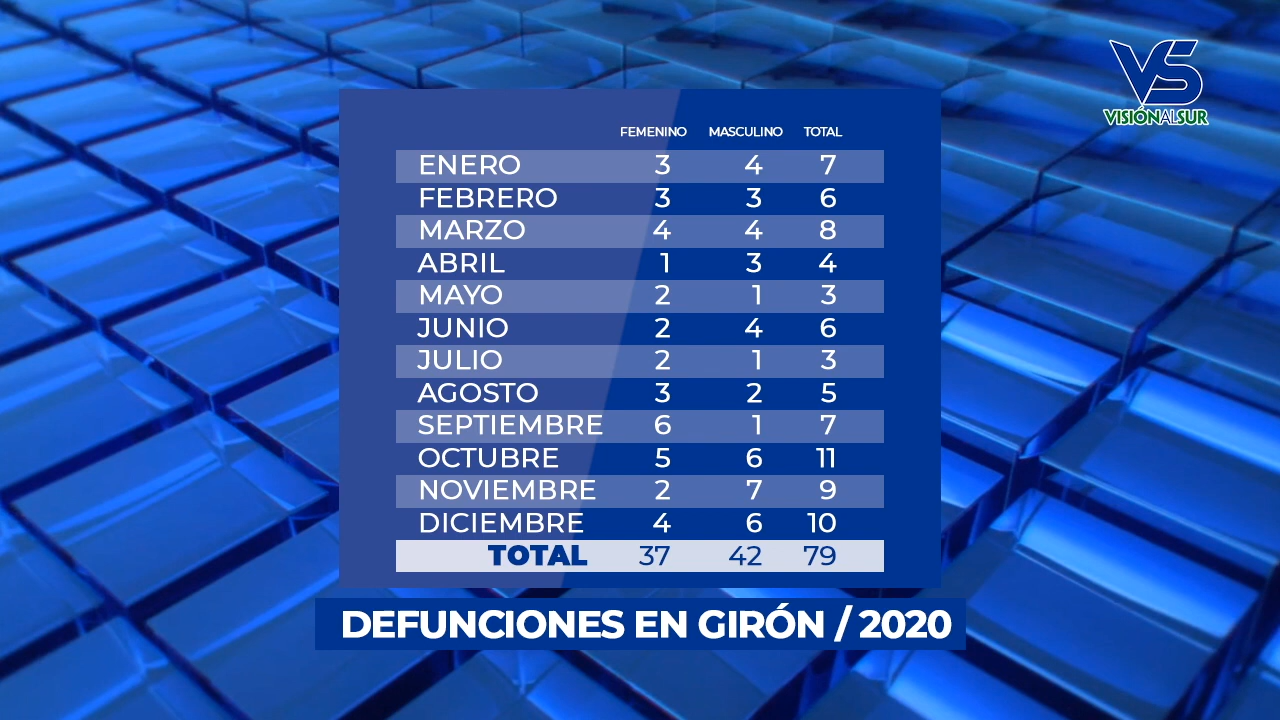 VS
VISIÓNALSUR
FEMENINO MASCULINO TOTAL
ENERO 3 4 7
FEBRERO 3 3 6
MARZO 4 4 8
ABRIL 1 3 4
MAYO 2 1 3
JUNIO 2 4 6
JULIO 2 1 3
AGOSTO 3 2 5
SEPTIEMBRE 6 1 7
OCTUBRE 5 6 11
NOVIEMBRE 2 7 9
DICIEMBRE 4 6 10
TOTAL 37 42 79
DEFUNCIONES EN GIRÓN / 2020